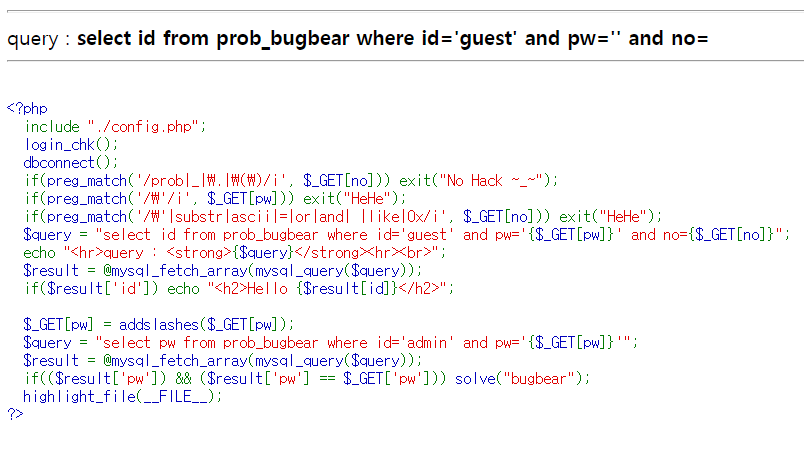 query : select id from prob_bugbear where id='guest' and pw='' and no=
<?php
include "./config.php";
login_chk();
dbconnect();
if(preg_match('/prob|_|₩.|₩(₩)/i', $_GET[no])) exit("No Hack ~_~");
if(preg_match('/₩'/i', $_GET[pw])) exit("HeHe");
if(preg_match('/₩'|substr|ascii|=|or|and| |like|0x/i', $_GET[no])) exit("HeHe");
$query = "select id from prob_bugbear where id='guest' and pw='{$_GET[pw]}' and no={$_GET[no]}";
echo "<hr>query : <strong>{$query}</strong><hr><br>";
$result = @mysql_fetch_array(mysql_query($query));
if($result['id']) echo "<h2>Hello {$result[id]}</h2>";
$_GET[pw] = addslashes($_GET[pw]);
$query = "select pw from prob_bugbear where id='admin' and pw='{$_GET[pw]}'";
$result = @mysql_fetch_array(mysql_query($query));
if(($result['pw']) && ($result['pw'] == $_GET['pw'])) solve("bugbear");
highlight_file(__FILE__);
?>